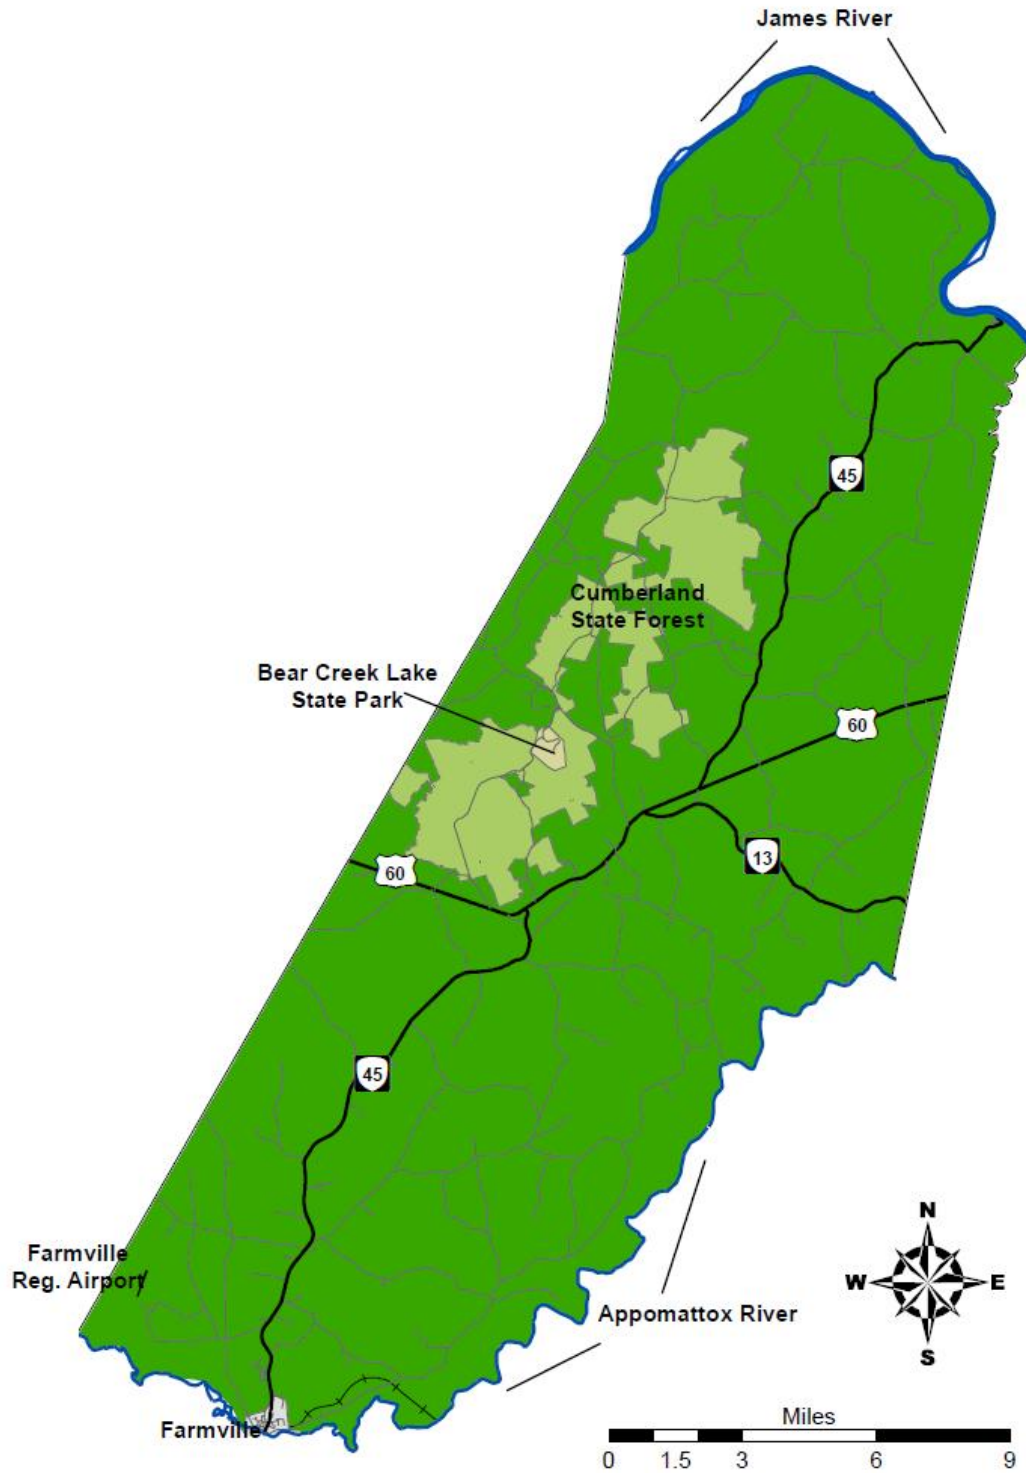 James River
45
Cumberland
State Forest
Bear Creek Lake
State Park
60
13
60
45
Farmville
Reg. Airport
Appomattox River
Farmville
N
W
E
S
Miles
0 1.5 3 6 9